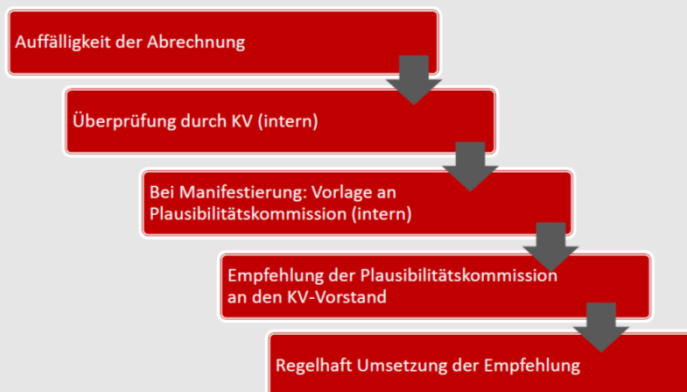 Auffälligkeit der Abrechnung
Überprüfung durch KV (intern)
Bei Manifestierung: Vorlage an
Plausibilitätskommission (intern)
Empfehlung der Plausibilitätskommission
an den KV-Vorstand
Regelhaft Umsetzung der Empfehlung